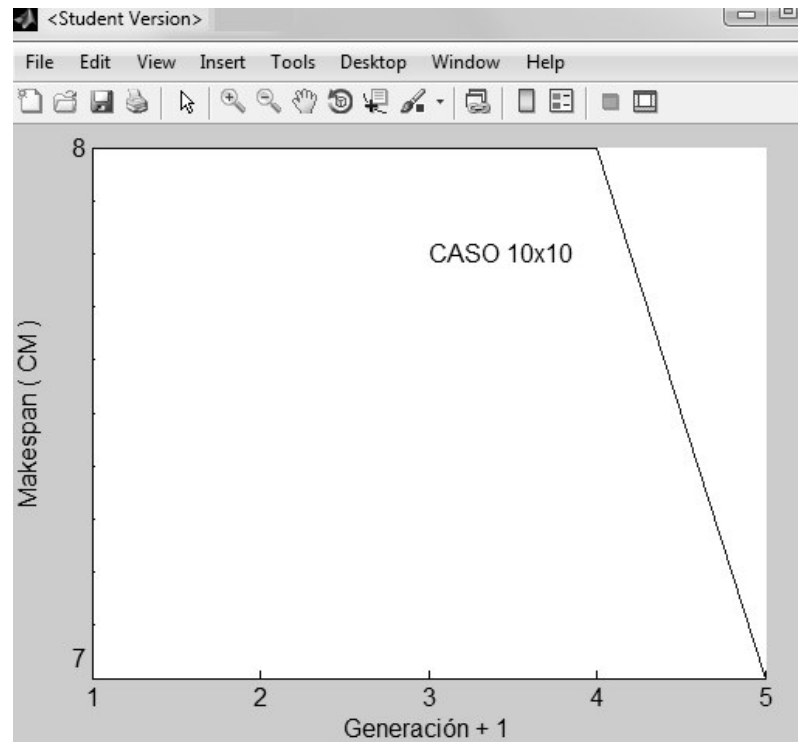 <Student Version>
File Edit View Insert Tools Desktop Window Help
8
CASO 10x10
Makespan ( CM )
7
1 2 3 4 5
Generación + 1